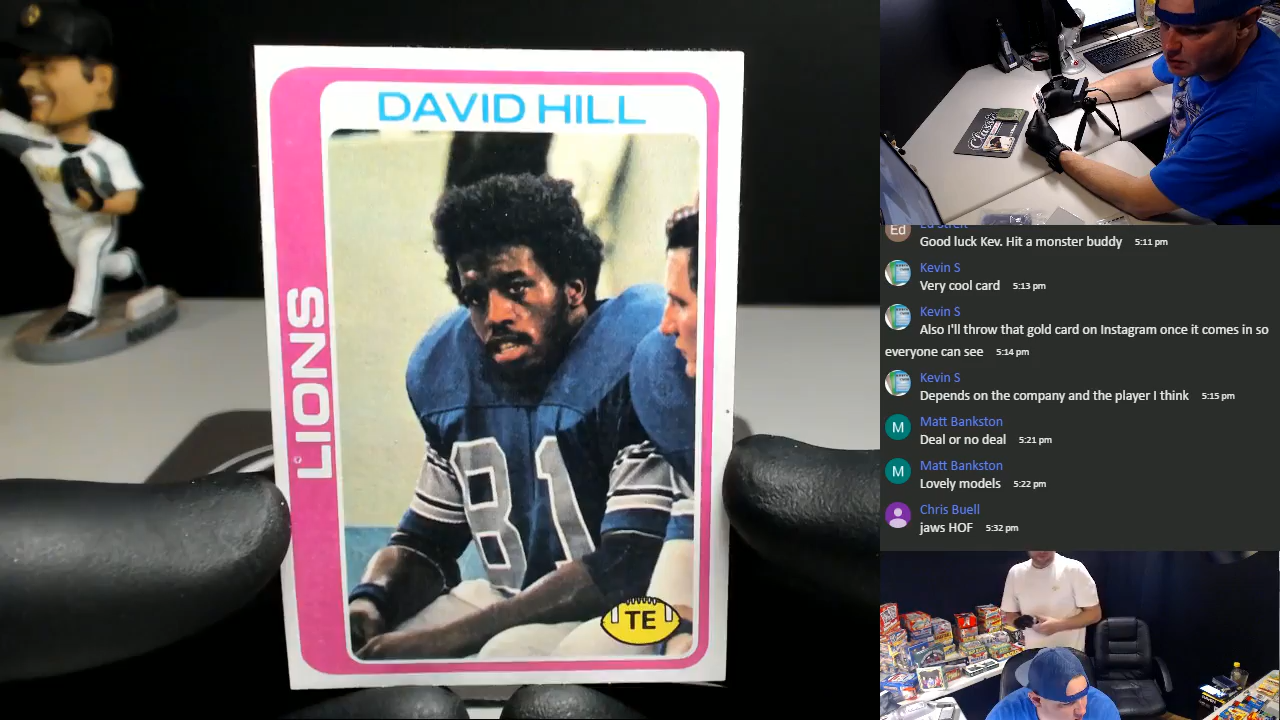 DAVID HILL
LIONS
81
TE
Ed
Good luck Kev. Hit a monster buddy 5:11 pm
Kevin S
Very cool card 5:13 pm
Kevin S
Also I'll throw that gold card on Instagram once it comes in so
everyone can see 5:14 pm
Kevin S
Depends on the company and the player I think 5:15 pm
M
Matt Bankston
Deal or no deal 5:21 pm
M
Matt Bankston
Lovely models 5:22 pm
Chris Buell
jaws HOF 5:32 pm